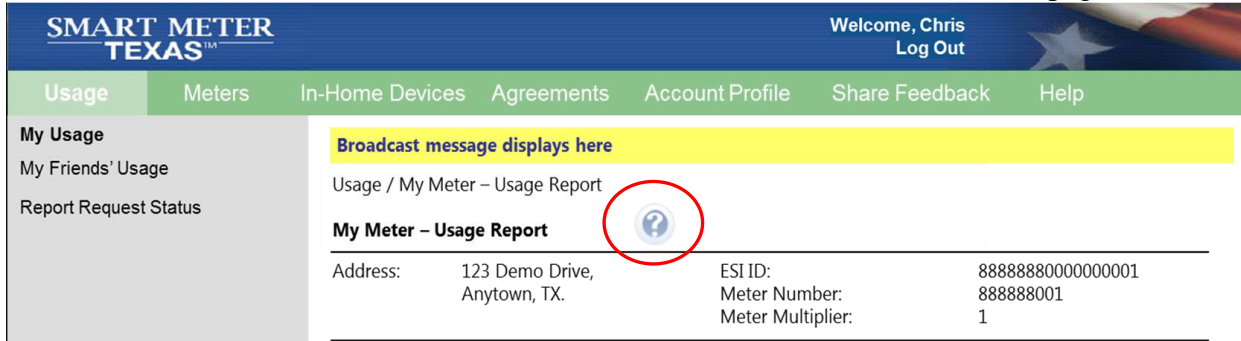 SMART METER
TEXAS™
Welcome, Chris
Log Out
Usage Meters In-Home Devices Agreements Account Profile Share Feedback Help
My Usage
My Friends' Usage
Report Request Status
Broadcast message displays here
Usage / My Meter – Usage Report
My Meter – Usage Report ?
Address: 123 Demo Drive, ESI ID: 88888880000000001
Anytown, TX. Meter Number: 888888001
Meter Multiplier: 1